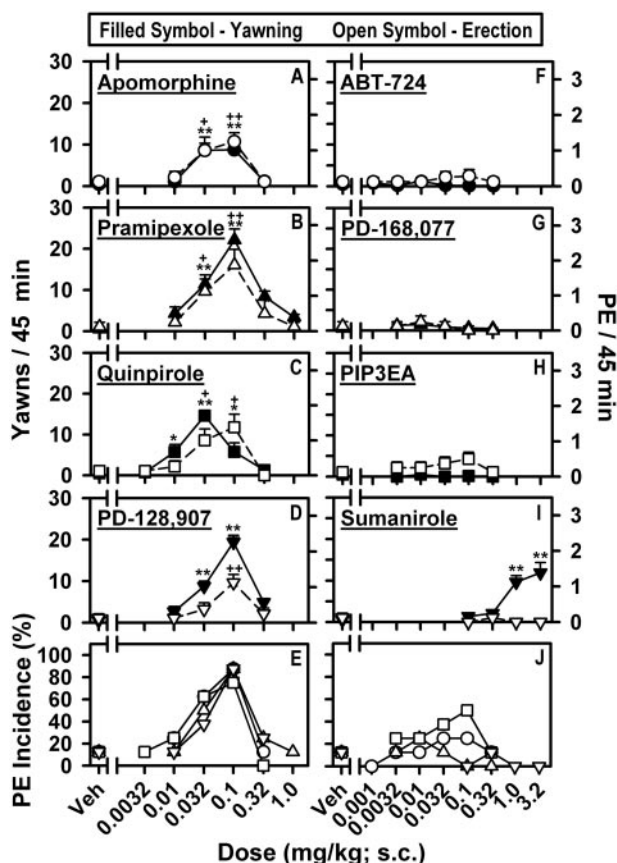 Filled Symbol - Yawning Open Symbol - Erection
30 Apomorphine A
20
10
0
+
**
++
**
ABT-724 F 3
2
1
0
30 Pramipexole B
20
10
0
+
**
++
**
PD-168,077 G 3
2
1
0
30 Quinpirole C
20
10
0
*
+
**
+
*
PIP3EA H 3
2
1
0
30 PD-128,907 D
20
10
0
**
**
++
Sumanirole I 3
2
1
0
**
**
Yawns / 45 min
PE / 45 min
100 E
80
60
40
20
0
J
PE Incidence (%)
Veh 0.0032 0.01 0.032 0.1 0.32 1.0
Veh 0.001 0.0032 0.01 0.032 0.1 0.32 1.0 3.2
Dose (mg/kg; s.c.)